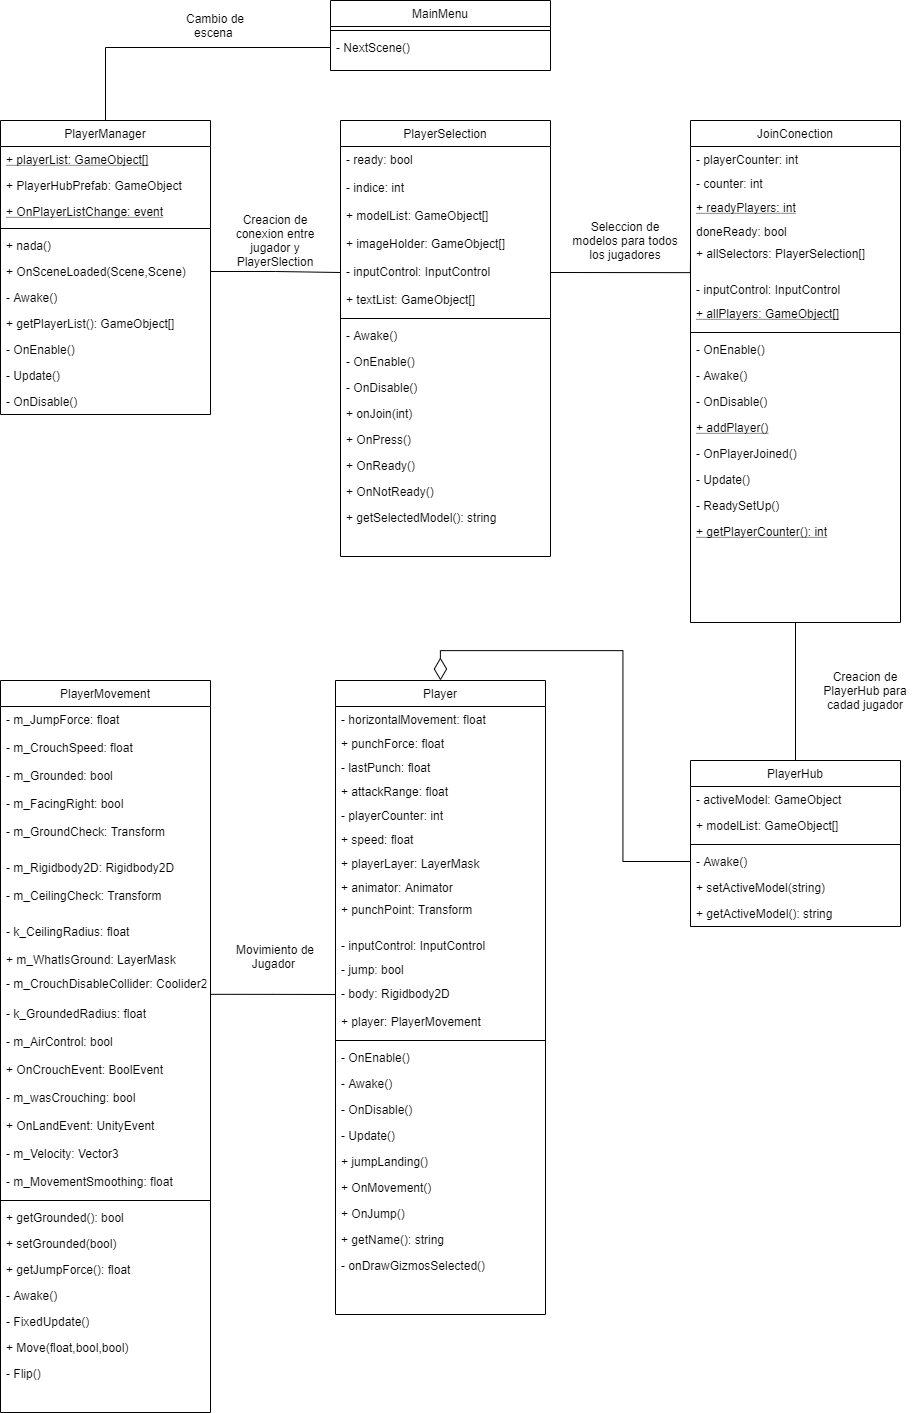 Cambio de
escena
MainMenu
- NextScene()
PlayerManager
+ playerList: GameObject[]
+ PlayerHubPrefab: GameObject
+ OnPlayerListChange: event
+ nada()
+ OnSceneLoaded(Scene,Scene)
- Awake()
+ getPlayerList(): GameObject[]
- OnEnable()
- Update()
- OnDisable()
Creacion de
conexion entre
jugador y
PlayerSlection
PlayerSelection
- ready: bool
- indice: int
+ modelList: GameObject[]
+ imageHolder: GameObject[]
- inputControl: InputControl
+ textList: GameObject[]
- Awake()
- OnEnable()
- OnDisable()
+ onJoin(int)
+ OnPress()
+ OnReady()
+ OnNotReady()
+ getSelectedModel(): string
Seleccion de
modelos para todos
los jugadores
JoinConection
- playerCounter: int
- counter: int
+ readyPlayers: int
doneReady: bool
+ allSelectors: PlayerSelection[]
- inputControl: InputControl
+ allPlayers: GameObject[]
- OnEnable()
- Awake()
- OnDisable()
+ addPlayer()
- OnPlayerJoined()
- Update()
- ReadySetUp()
+ getPlayerCounter(): int
Creacion de
PlayerHub para
cadad jugador
PlayerMovement
- m_JumpForce: float
- m_CrouchSpeed: float
- m_Grounded: bool
- m_FacingRight: bool
- m_GroundCheck: Transform
- m_Rigidbody2D: Rigidbody2D
- m_CeilingCheck: Transform
- k_CeilingRadius: float
+ m_WhatIsGround: LayerMask
- m_CrouchDisableCollider: Coolider2
- k_GroundedRadius: float
- m_AirControl: bool
+ OnCrouchEvent: BoolEvent
- m_wasCrouching: bool
+ OnLandEvent: UnityEvent
- m_Velocity: Vector3
- m_MovementSmoothing: float
+ getGrounded(): bool
+ setGrounded(bool)
+ getJumpForce(): float
- Awake()
- FixedUpdate()
+ Move(float,bool,bool)
- Flip()
Movimiento de
Jugador
Player
- horizontalMovement: float
+ punchForce: float
- lastPunch: float
+ attackRange: float
- playerCounter: int
+ speed: float
+ playerLayer: LayerMask
+ animator: Animator
+ punchPoint: Transform
- inputControl: InputControl
- jump: bool
- body: Rigidbody2D
+ player: PlayerMovement
- OnEnable()
- Awake()
- OnDisable()
- Update()
+ jumpLanding()
+ OnMovement()
+ OnJump()
+ getName(): string
- onDrawGizmosSelected()
PlayerHub
- activeModel: GameObject
+ modelList: GameObject[]
- Awake()
+ setActiveModel(string)
+ getActiveModel(): string